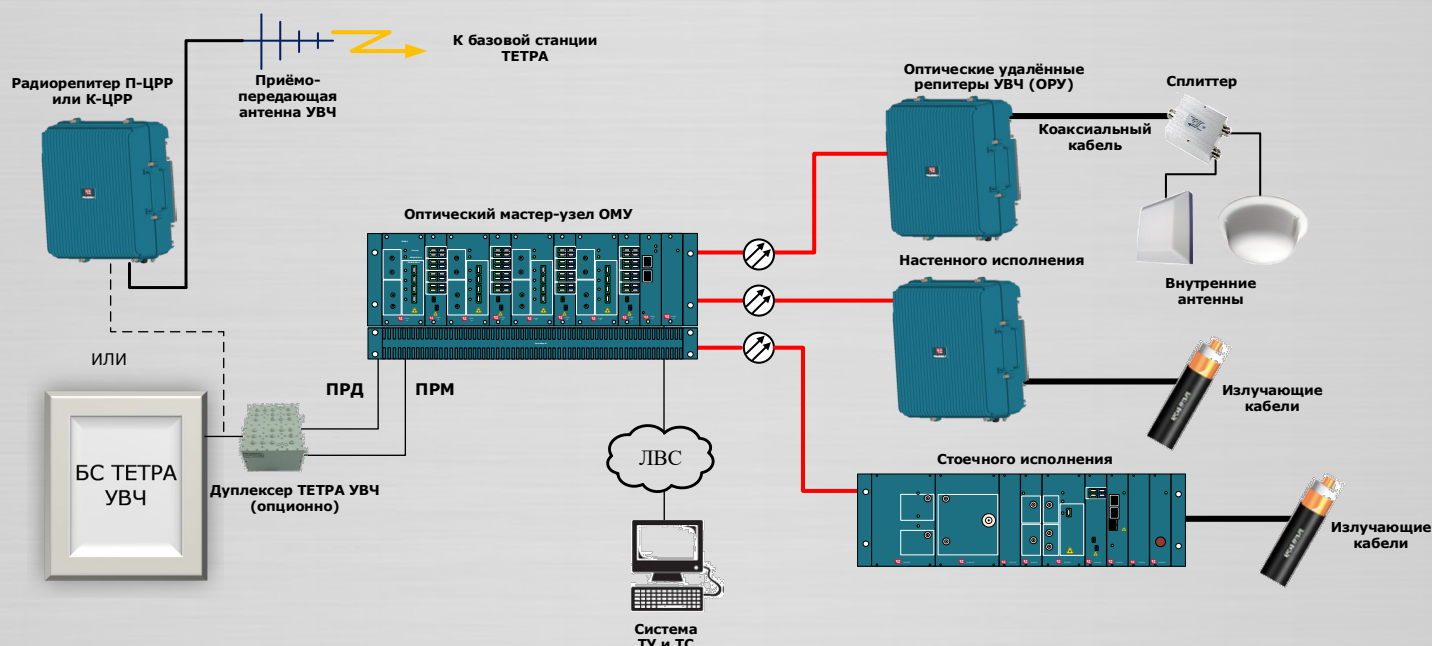 К базовой станции
ТЕТРА
Радиорепитер П-ЦРР
или К-ЦРР
Приёмо-
передающая
антенна УВЧ
Оптические удалённые
репитеры УВЧ (ОРУ)
Сплиттер
Коаксиальный
кабель
Оптический мастер-узел ОМУ
Настенного исполнения
Внутренние
антенны
ИЛИ
ПРД
ПРМ
Излучающие
кабели
БС ТЕТРА
УВЧ
Дуплексер ТЕТРА УВЧ
(опционно)
ЛВС
Стоечного исполнения
Излучающие
кабели
Система
ТУ и ТС